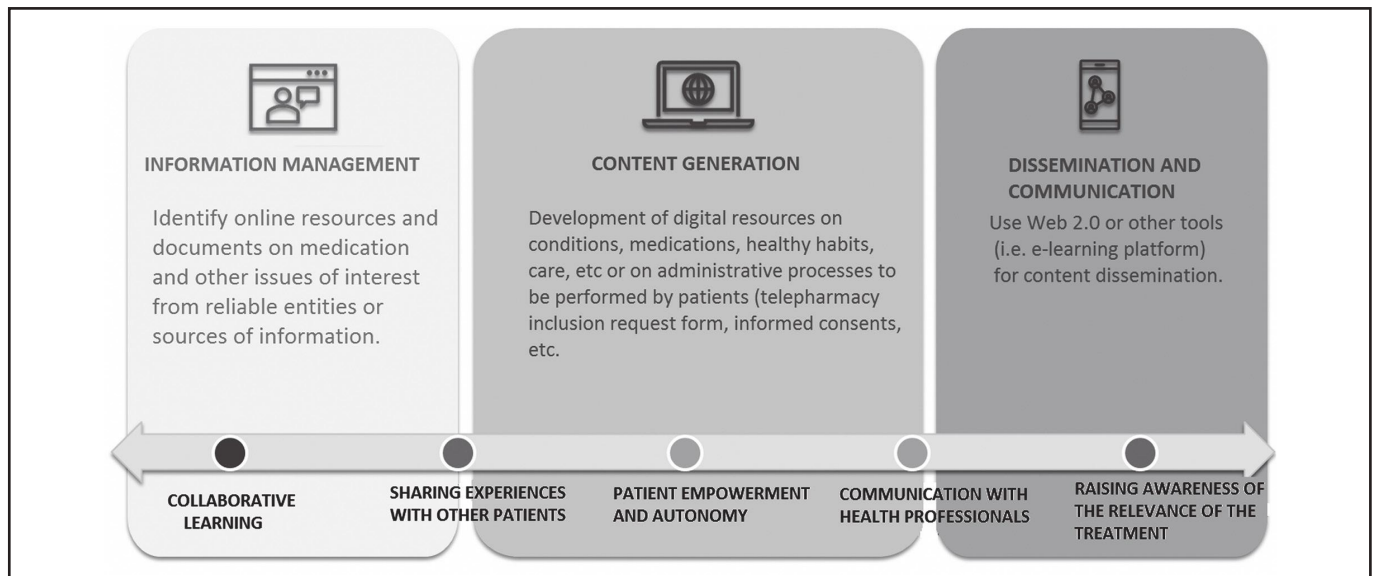 INFORMATION MANAGEMENT
Identify online resources and
documents on medication
and other issues of interest
from reliable entities or
sources of information.
CONTENT GENERATION
Development of digital resources on
conditions, medications, healthy habits,
care, etc or on administrative processes to
be performed by patients (telepharmacy
inclusion request form, informed consents,
etc.
DISSEMINATION AND
COMMUNICATION
Use Web 2.0 or other tools
(i.e. e-learning platform)
for content dissemination.
COLLABORATIVE
LEARNING
SHARING EXPERIENCES
WITH OTHER PATIENTS
PATIENT EMPOWERMENT
AND AUTONOMY
COMMUNICATION WITH
HEALTH PROFESSIONALS
RAISING AWARENESS OF
THE RELEVANCE OF THE
TREATMENT